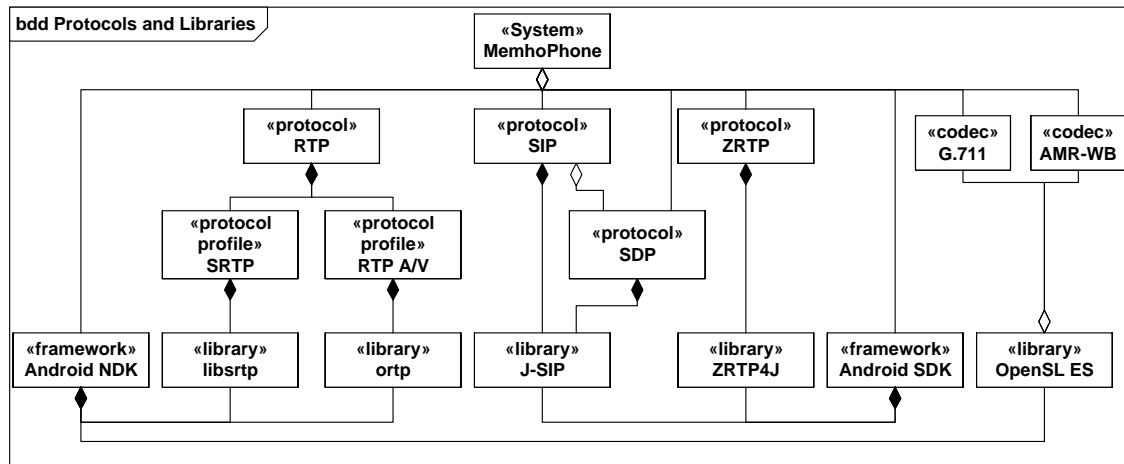 bdd Protocols and Libraries
«System»
MemhoPhone
«protocol»
RTP
«protocol»
SIP
«protocol»
ZRTP
«codec»
G.711
«codec»
AMR-WB
«protocol
profile»
SRTP
«protocol
profile»
RTP A/V
«protocol»
SDP
«framework»
Android NDK
«library»
libsrtp
«library»
ortp
«library»
J-SIP
«library»
ZRTP4J
«framework»
Android SDK
«library»
OpenSL ES